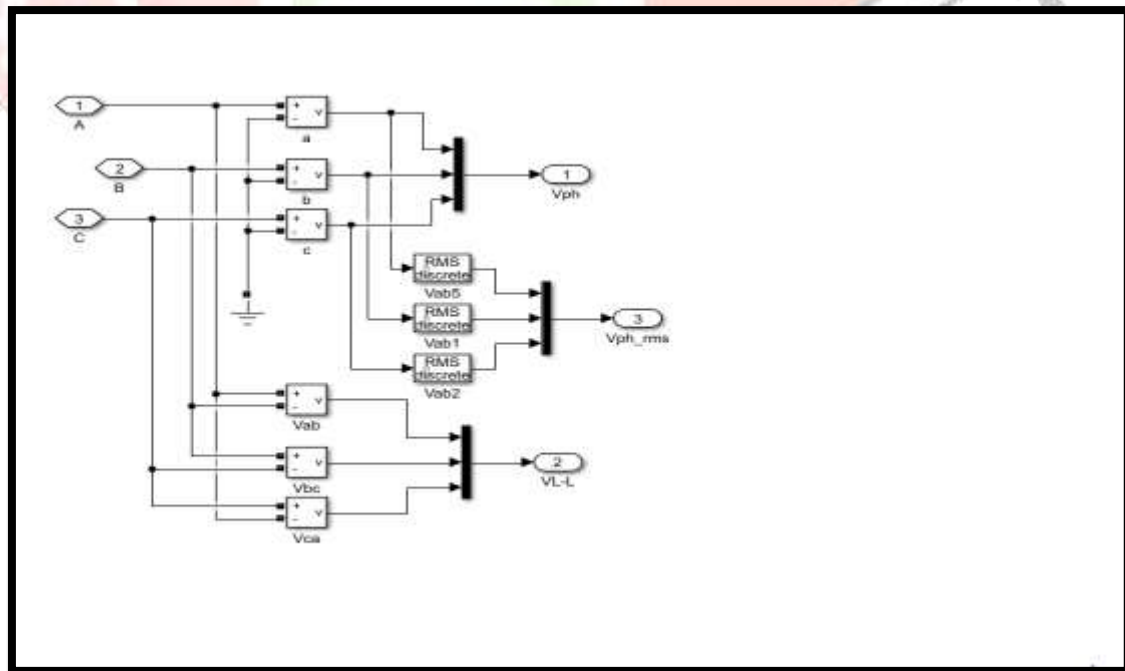 1
A
+
-
v
a
2
B
+
-
v
b
3
C
+
-
v
c
1
Vph
RMS
discrete
Vab5
RMS
discrete
Vab1
RMS
discrete
Vab2
3
Vph_rms
+
-
v
Vab
+
-
v
Vbc
+
-
v
Vca
2
VL-L